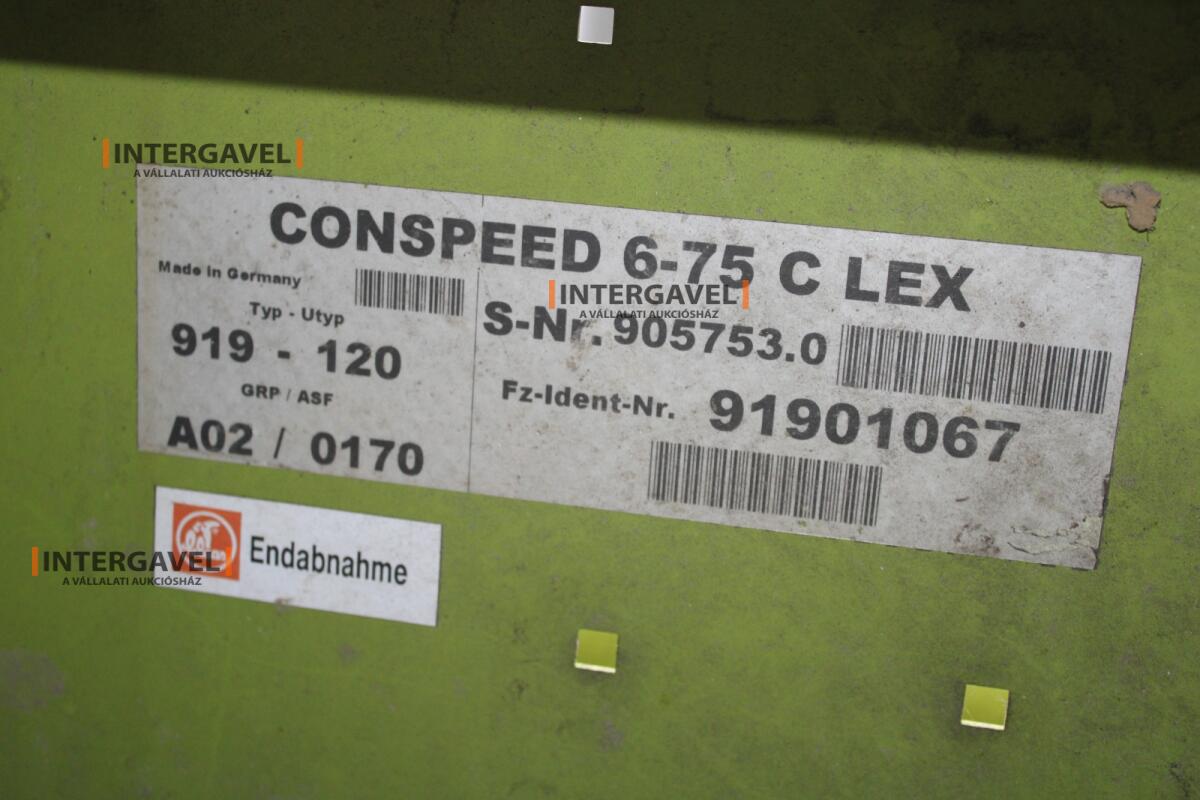 INTERGAVEL
A VÁLLALATI AUKCIÓSHÁZ
CONSPEED 6-75 C LEX
Made in Germany
Typ - Utyp
919 - 120
GRP / ASF
A02 / 0170
INTERGAVEL
A VÁLLALATI AUKCIÓSHÁZ
S-Nr. 905753.0
Fz-Ident-Nr. 91901067
INTERGAVEL
A VÁLLALATI AUKCIÓSHÁZ
Endabnahme